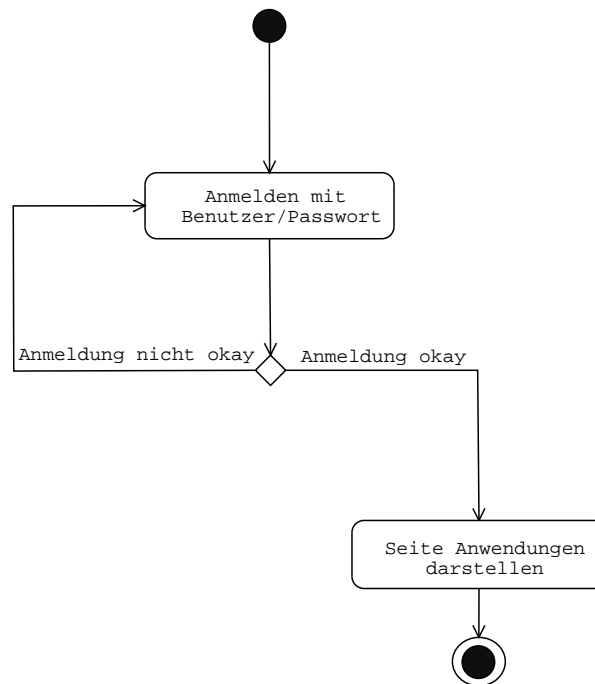 Anmelden mit
Benutzer/Passwort
Anmeldung nicht okay
Anmeldung okay
Seite Anwendungen
darstellen